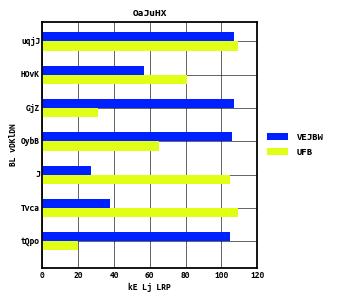 OaJuHX
uqjJ
HOvK
GjZ
OybB
J
Tvca
tQpo
BL vDKlDN
0 20 40 60 80 100 120
kE Lj LRP
VEJBW
UFB